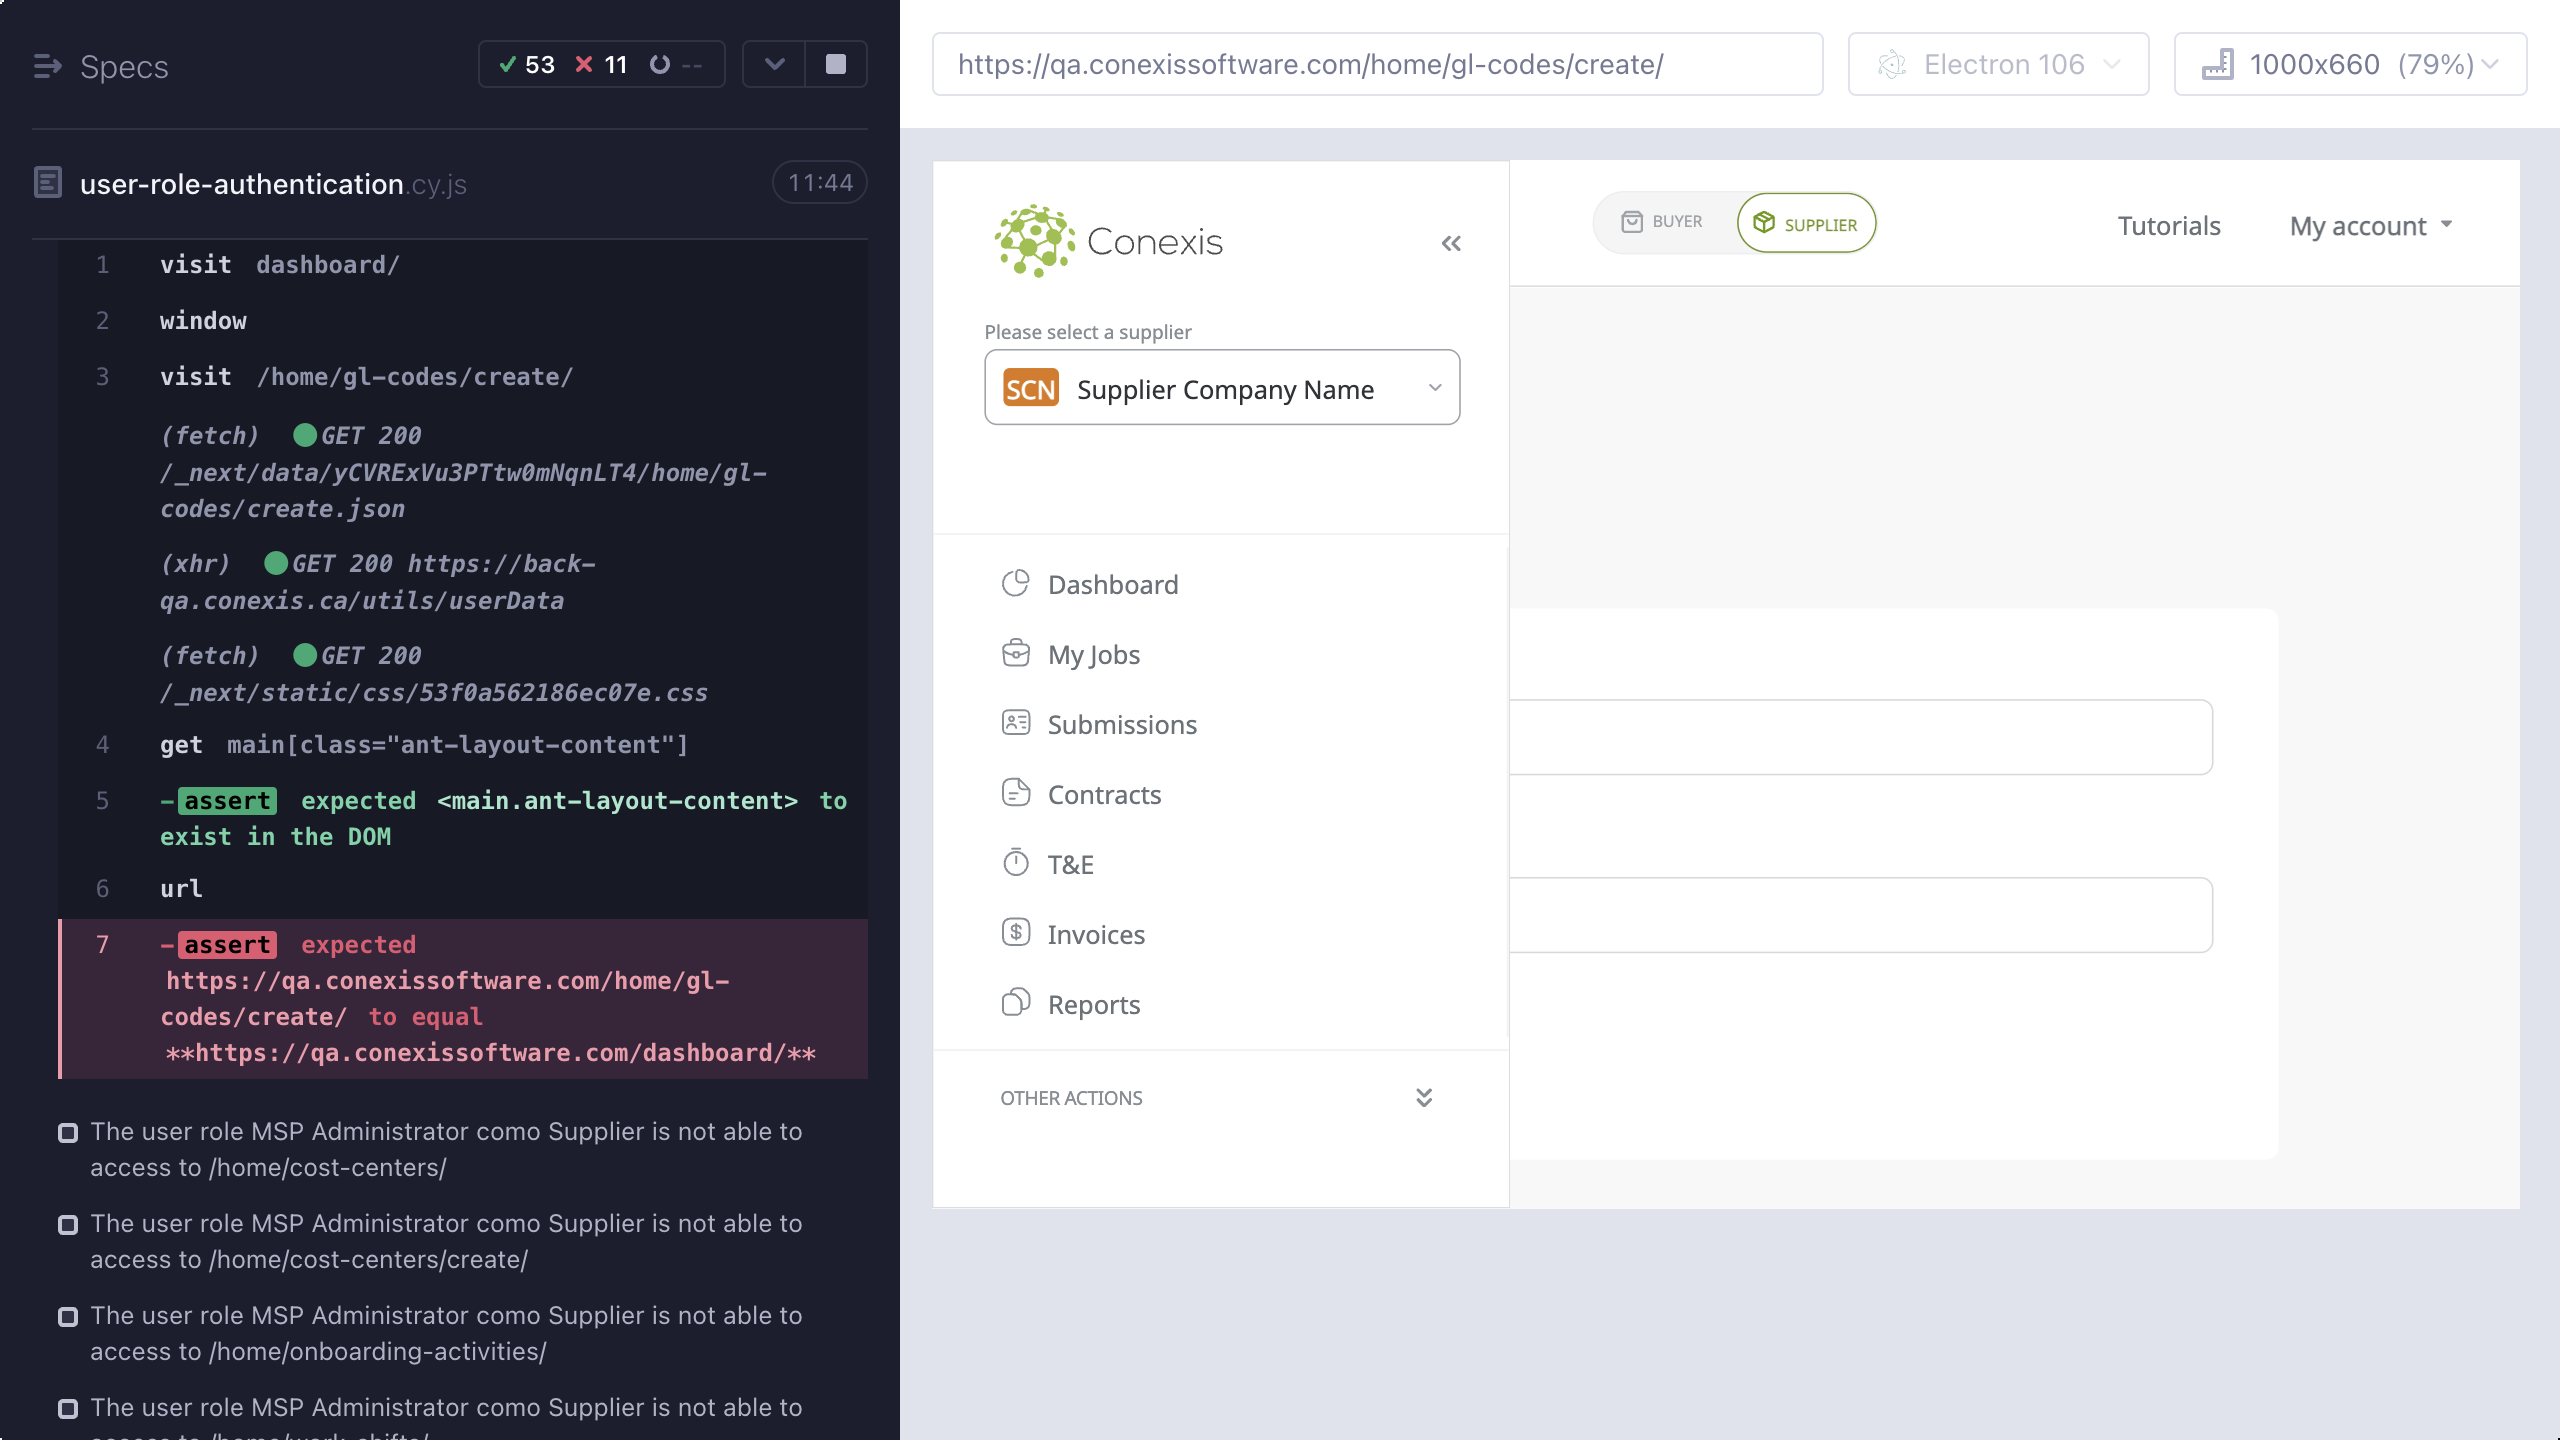 Specs
53 11 --
user-role-authentication.cy.js 11:44
1 visit dashboard/
2 window
3 visit /home/gl-codes/create/
(fetch) GET 200
/_next/data/yCVRExVu3PTtw0mNqnLT4/home/gl-
codes/create.json
(xhr) GET 200 https://back-
qa.conexis.ca/utils/userData
(fetch) GET 200
/_next/static/css/53f0a562186ec07e.css
4 get main[class="ant-layout-content"]
5 -assert expected <main.ant-layout-content> to
exist in the DOM
6 url
7 -assert expected
https://qa.conexissoftware.com/home/gl-
codes/create/ to equal
**https://qa.conexissoftware.com/dashboard/**
The user role MSP Administrator como Supplier is not able to
access to /home/cost-centers/
The user role MSP Administrator como Supplier is not able to
access to /home/cost-centers/create/
The user role MSP Administrator como Supplier is not able to
access to /home/onboarding-activities/
The user role MSP Administrator como Supplier is not able to
access to /home/work-shifts/
https://qa.conexissoftware.com/home/gl-codes/create/
Electron 106
1000x660 (79%)
Conexis
BUYER
SUPPLIER
Tutorials
My account
Please select a supplier
SCN Supplier Company Name
Dashboard
My Jobs
Submissions
Contracts
T&E
Invoices
Reports
OTHER ACTIONS